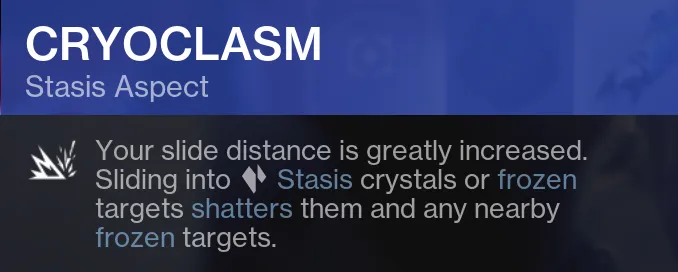 CRYOCLASM
Stasis Aspect
Your slide distance is greatly increased.
Sliding into Stasis crystals or frozen
targets shatters them and any nearby
frozen targets.